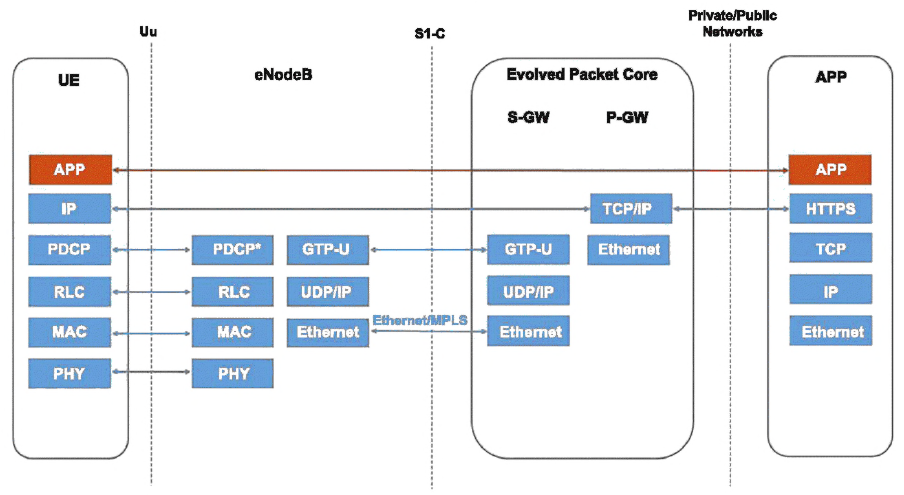 Private/Public
Networks
Uu
S1-C
UE
eNodeB
Evolved Packet Core
APP
S-GW
P-GW
APP
APP
IP
TCP/IP
HTTPS
PDCP
PDCP*
GTP-U
GTP-U
Ethernet
TCP
RLC
RLC
UDP/IP
UDP/IP
IP
Ethernet/MPLS
MAC
MAC
Ethernet
Ethernet
Ethernet
PHY
PHY